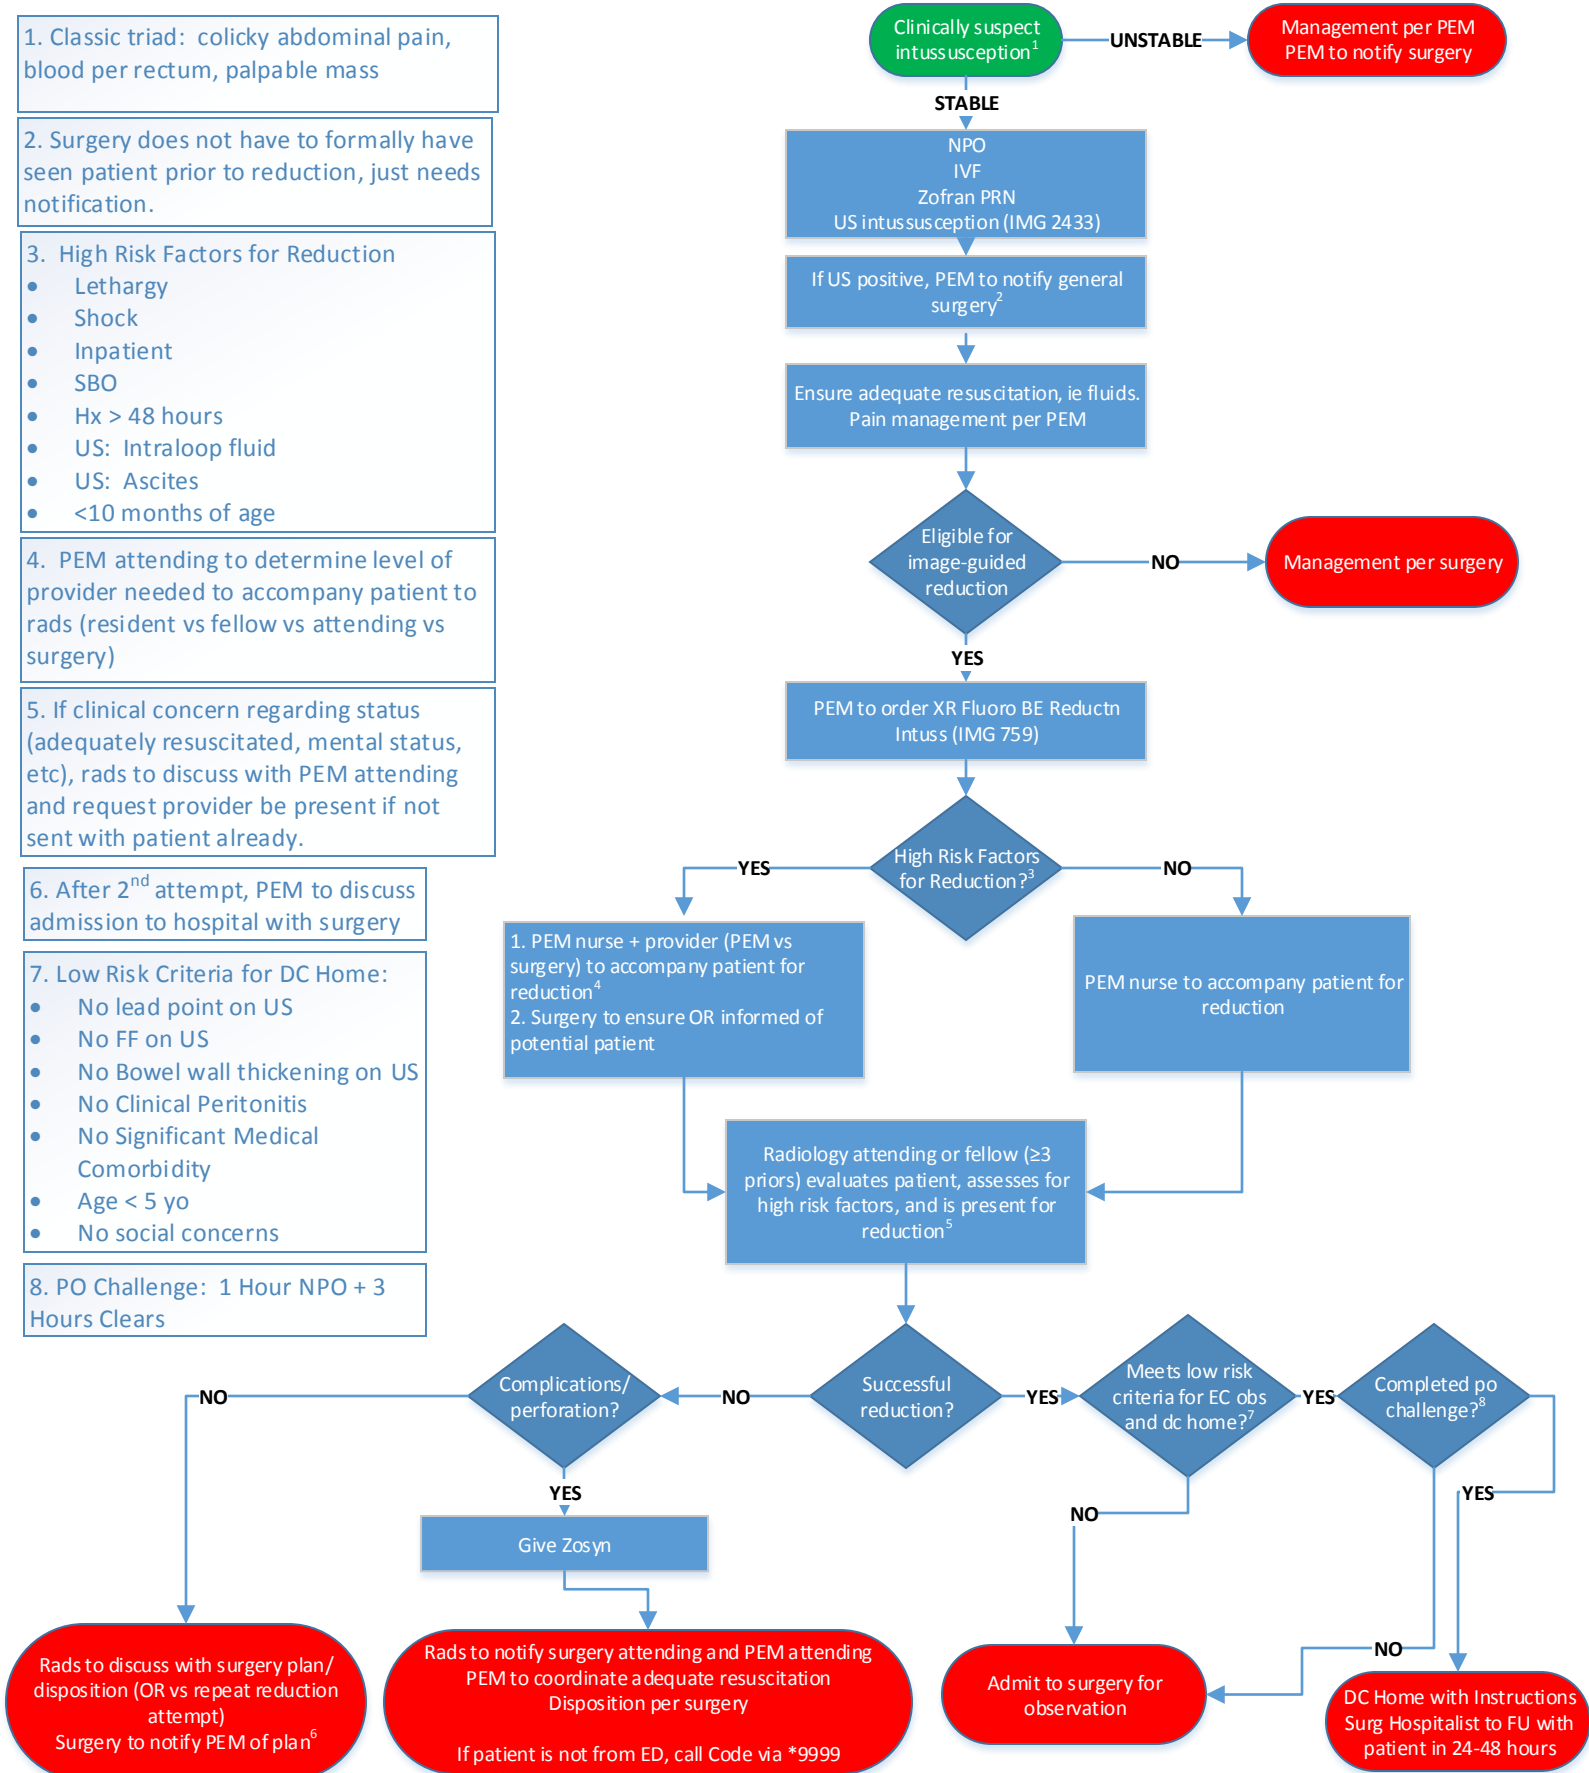 1. Classic triad: colicky abdominal pain,
blood per rectum, palpable mass
2. Surgery does not have to formally have
seen patient prior to reduction, just needs
notification.
3. High Risk Factors for Reduction
• Lethargy
• Shock
• Inpatient
• SBO
• Hx > 48 hours
• US: Intraloop fluid
• US: Ascites
• <10 months of age
4. PEM attending to determine level of
provider needed to accompany patient to
rads (resident vs fellow vs attending vs
surgery)
5. If clinical concern regarding status
(adequately resuscitated, mental status,
etc), rads to discuss with PEM attending
and request provider be present if not
sent with patient already.
6. After 2nd attempt, PEM to discuss
admission to hospital with surgery
7. Low Risk Criteria for DC Home:
• No lead point on US
• No FF on US
• No Bowel wall thickening on US
• No Clinical Peritonitis
• No Significant Medical
Comorbidity
• Age < 5 yo
• No social concerns
8. PO Challenge: 1 Hour NPO + 3
Hours Clears
Clinically suspect
intussusception1
UNSTABLE
Management per PEM
PEM to notify surgery
STABLE
NPO
IVF
Zofran PRN
US intussusception (IMG 2433)
If US positive, PEM to notify general
surgery2
Ensure adequate resuscitation, ie fluids.
Pain management per PEM
Eligible for
image-guided
reduction
NO
Management per surgery
YES
PEM to order XR Fluoro BE Reductn
Intuss (IMG 759)
High Risk Factors
for Reduction?3
YES
NO
1. PEM nurse + provider (PEM vs
surgery) to accompany patient for
reduction4
2. Surgery to ensure OR informed of
potential patient
PEM nurse to accompany patient for
reduction
Radiology attending or fellow (≥3
priors) evaluates patient, assesses for
high risk factors, and is present for
reduction5
Successful
reduction?
NO
Complications/
perforation?
NO
YES
Give Zosyn
YES
Meets low risk
criteria for EC obs
and dc home?7
YES
Completed po
challenge?8
NO
YES
NO
Rads to discuss with surgery plan/
disposition (OR vs repeat reduction
attempt)
Surgery to notify PEM of plan6
Rads to notify surgery attending and PEM attending
PEM to coordinate adequate resuscitation
Disposition per surgery
If patient is not from ED, call Code via *9999
Admit to surgery for
observation
DC Home with Instructions
Surg Hospitalist to FU with
patient in 24-48 hours